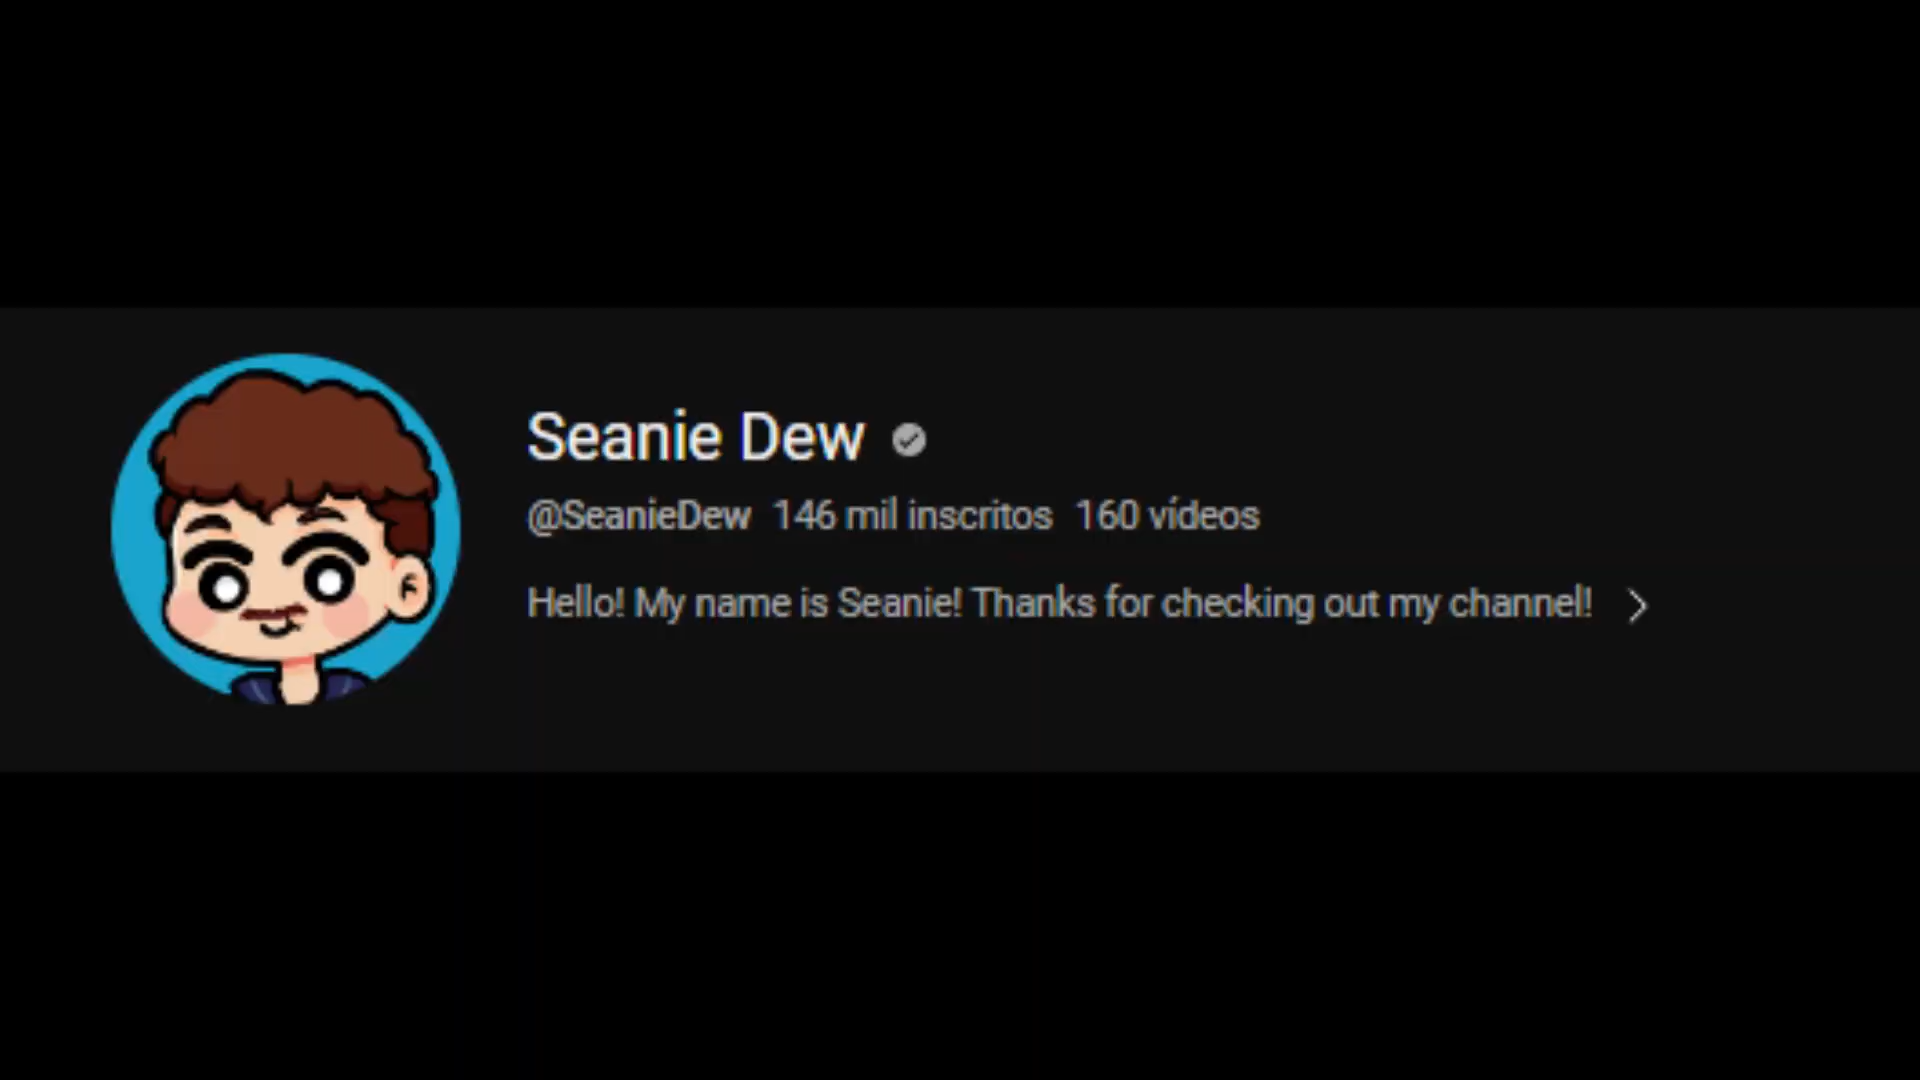 Seanie Dew
@SeanieDew 146 mil inscritos 160 vídeos
Hello! My name is Seanie! Thanks for checking out my channel!